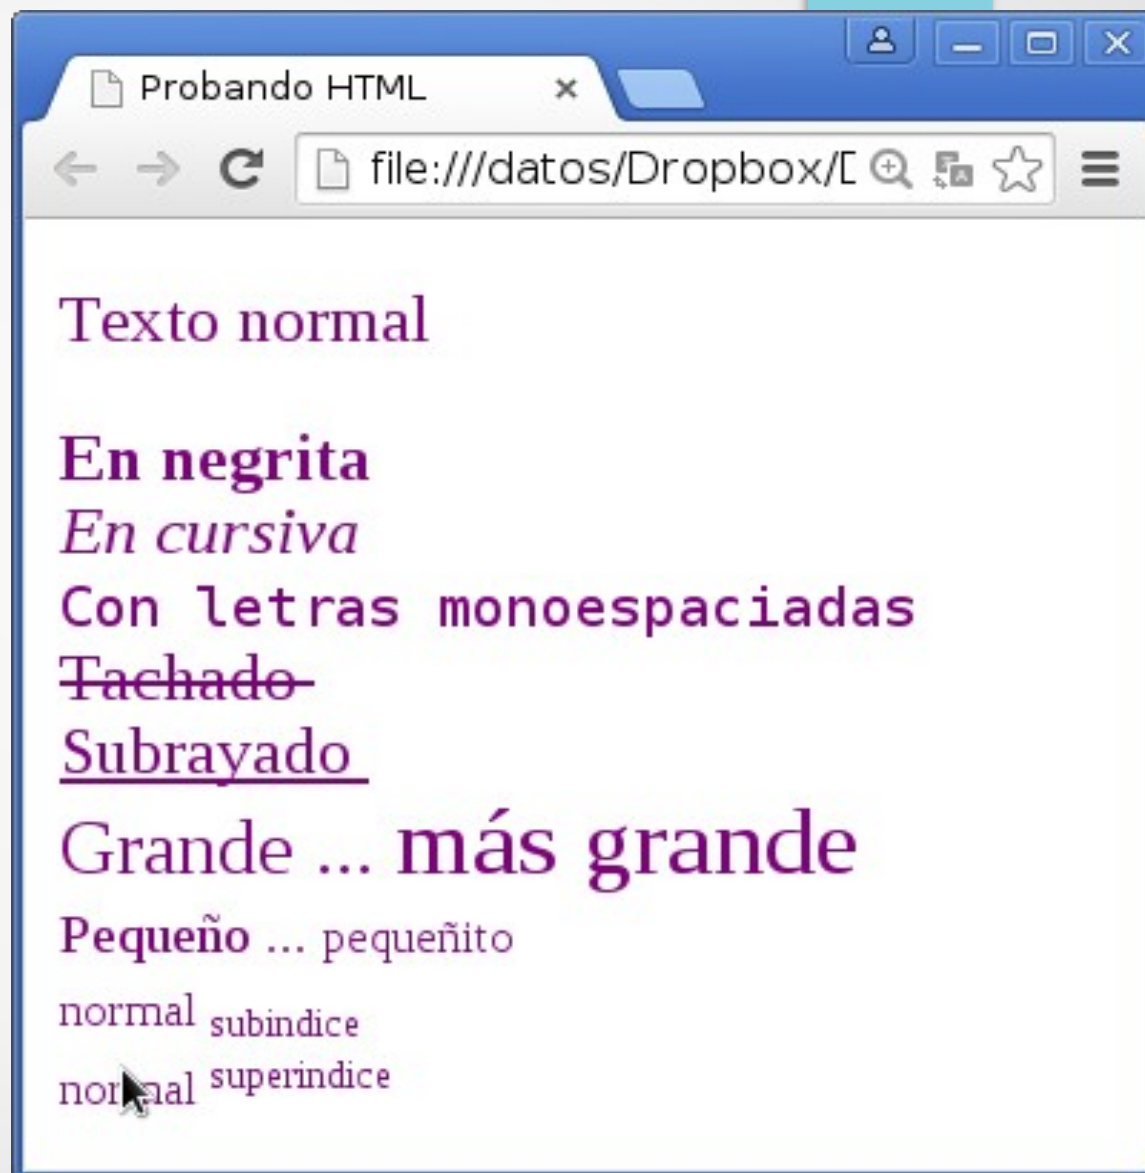 Probando HTML
file:///datos/Dropbox/D
Texto normal
En negrita
En cursiva
Con letras monoespaciadas
Tachado
Subrayado
Grande ... más grande
Pequeño ... pequeñito
normal subindice
normal superindice